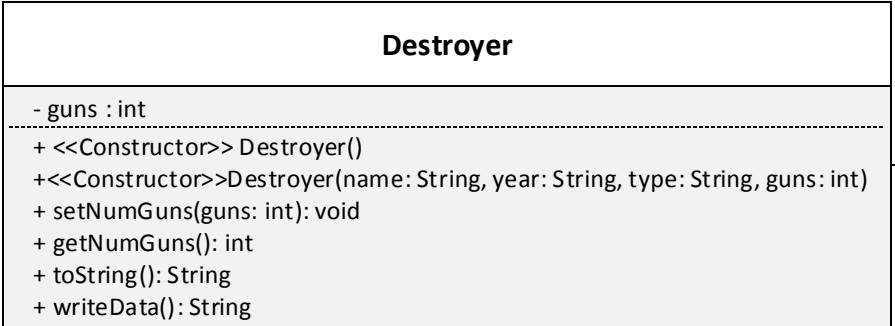 Destroyer
- guns : int
+ <<Constructor>> Destroyer()
+<<Constructor>>Destroyer(name: String, year: String, type: String, guns: int)
+ setNumGuns(guns: int): void
+ getNumGuns(): int
+ toString(): String
+ writeData(): String